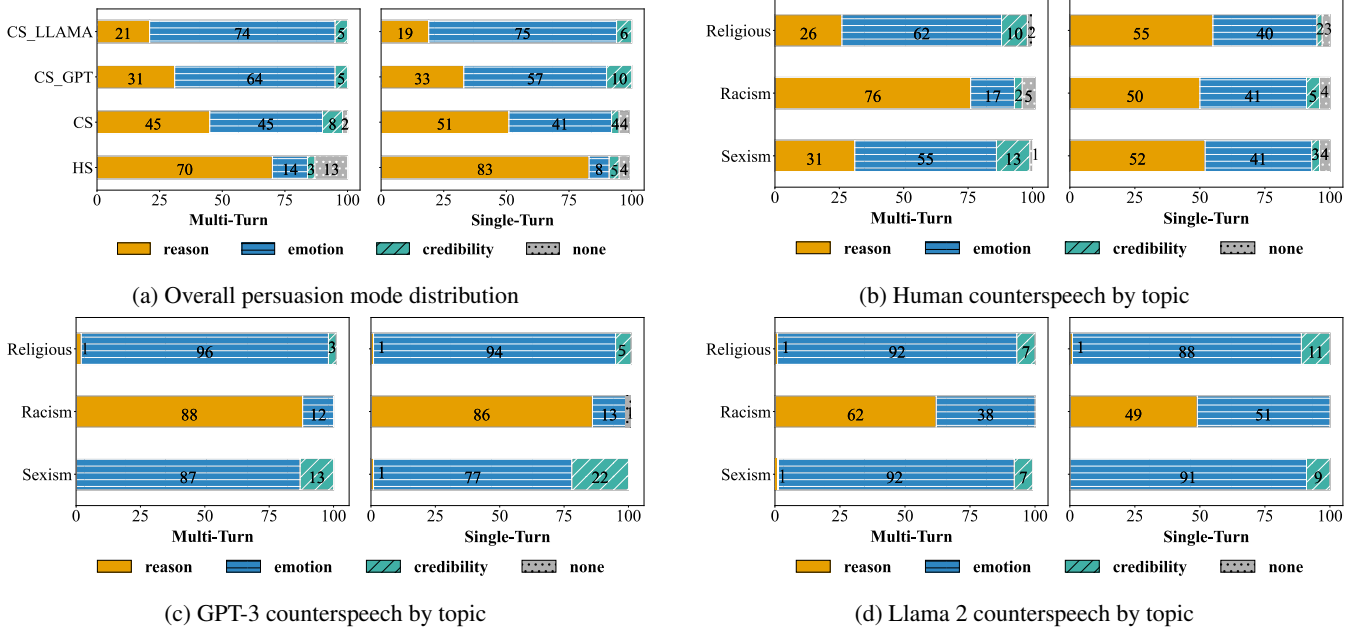 CS_LLAMA 21 74 5 19 75 6
CS_GPT 31 64 5 33 57 10
CS 45 45 8 2 51 41 4 4
HS 70 14 3 13 83 8 5 4
0 25 50 75 100 0 25 50 75 100
Multi-Turn Single-Turn
reason emotion credibility none
(a) Overall persuasion mode distribution
Religious 26 62 10 2 55 40 2 3
Racism 76 17 2 5 50 41 5 4
Sexism 31 55 13 1 52 41 3 4
0 25 50 75 100 0 25 50 75 100
Multi-Turn Single-Turn
reason emotion credibility none
(b) Human counterspeech by topic
Religious 1 96 3 1 94 5
Racism 88 12 86 13 1
Sexism 87 13 1 77 22
0 25 50 75 100 0 25 50 75 100
Multi-Turn Single-Turn
reason emotion credibility none
(c) GPT-3 counterspeech by topic
Religious 1 92 7 1 88 11
Racism 62 38 49 51
Sexism 1 92 7 91 9
0 25 50 75 100 0 25 50 75 100
Multi-Turn Single-Turn
reason emotion credibility none
(d) Llama 2 counterspeech by topic